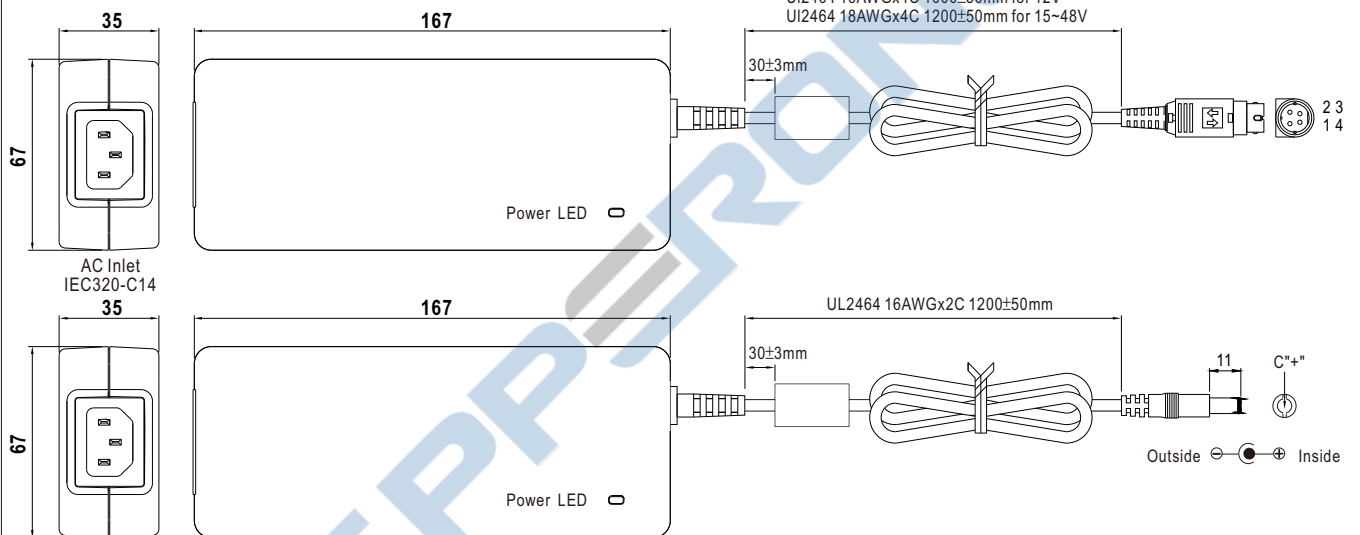 UI2464 18AWGx4C 1200±50mm for 15~48V
35
167
30±3mm
2 3
1 4
67
Power LED
AC Inlet
IEC320-C14
35
167
UL2464 16AWGx2C 1200±50mm
30±3mm
11
C"+"
67
Outside
Inside
Power LED